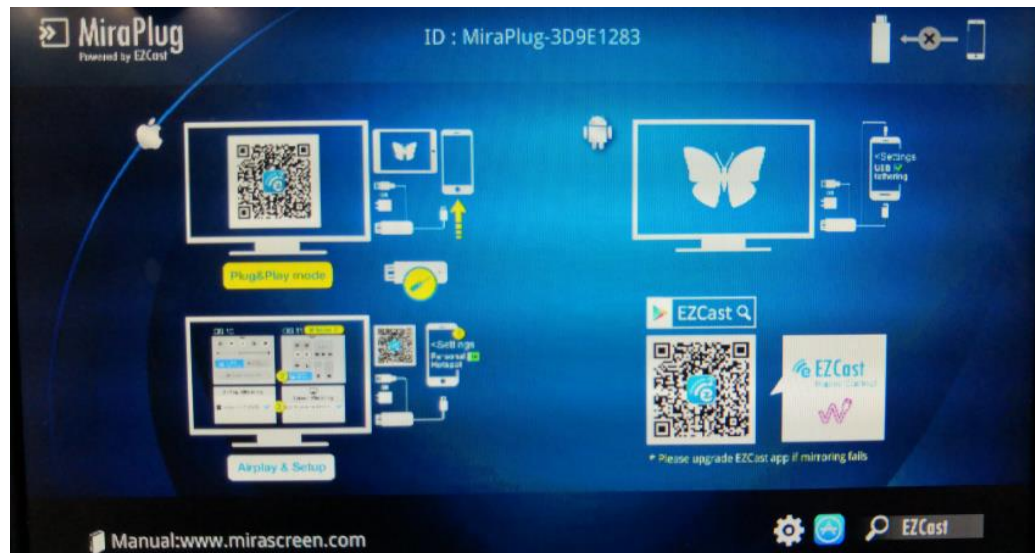 MiraPlug
Powered by EZCast
ID : MiraPlug-3D9E1283
Plug&Play mode
<Settings
USB
tethering
<Settings
Personal
Hotspot
Airplay & Setup
EZCast
EZCast
* Please upgrade EZCast app if mirroring fails
Manual:www.mirascreen.com
EZCast